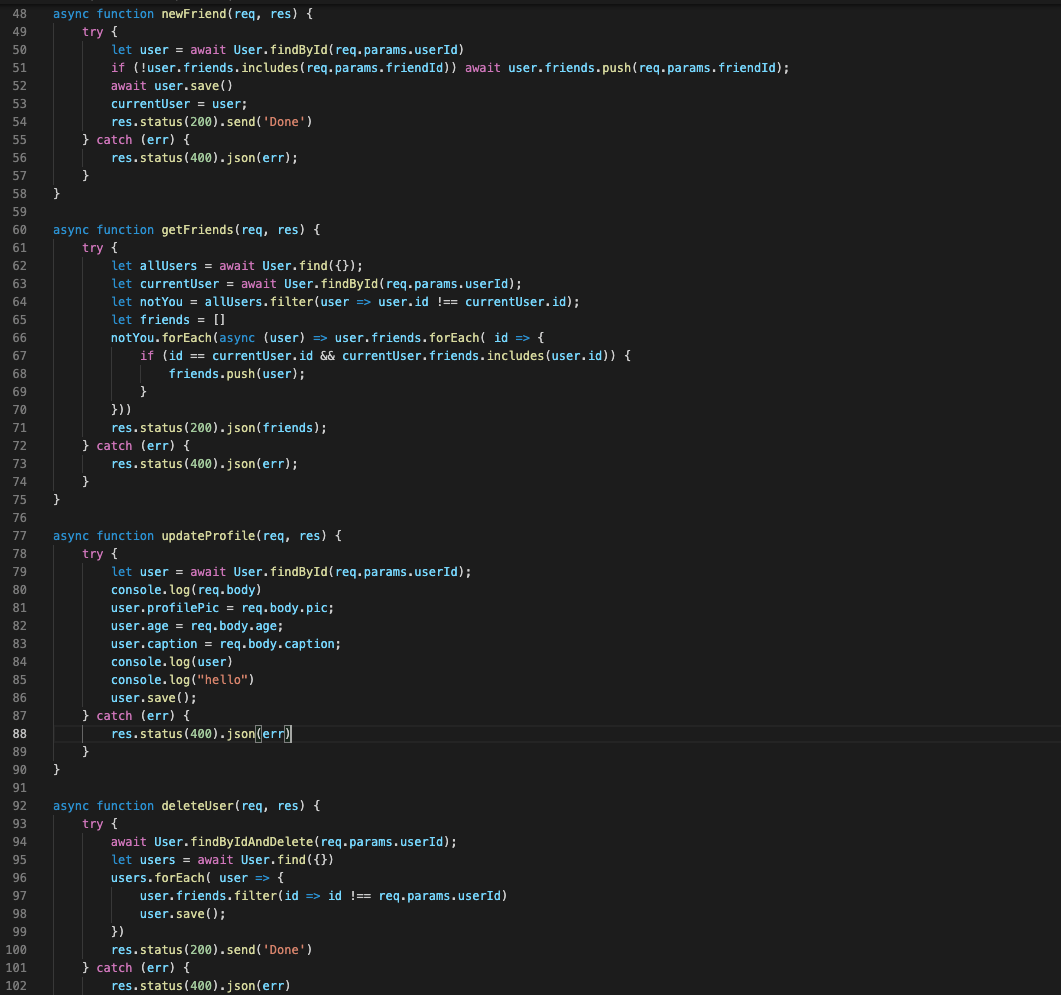 48 async function newFriend(req, res) {
49     try {
50         let user = await User.findById(req.params.userId)
51         if (!user.friends.includes(req.params.friendId)) await user.friends.push(req.params.friendId);
52         await user.save()
53         currentUser = user;
54         res.status(200).send('Done')
55     } catch (err) {
56         res.status(400).json(err);
57     }
58 }
59
60 async function getFriends(req, res) {
61     try {
62         let allUsers = await User.find({});
63         let currentUser = await User.findById(req.params.userId);
64         let notYou = allUsers.filter(user => user.id !== currentUser.id);
65         let friends = []
66         notYou.forEach(async (user) => user.friends.forEach( id => {
67             if (id == currentUser.id && currentUser.friends.includes(user.id)) {
68                 friends.push(user);
69             }
70         }))
71         res.status(200).json(friends);
72     } catch (err) {
73         res.status(400).json(err);
74     }
75 }
76
77 async function updateProfile(req, res) {
78     try {
79         let user = await User.findById(req.params.userId);
80         console.log(req.body)
81         user.profilePic = req.body.pic;
82         user.age = req.body.age;
83         user.caption = req.body.caption;
84         console.log(user)
85         console.log("hello")
86         user.save();
87     } catch (err) {
88         res.status(400).json(err)
89     }
90 }
91
92 async function deleteUser(req, res) {
93     try {
94         await User.findByIdAndDelete(req.params.userId);
95         let users = await User.find({})
96         users.forEach( user => {
97             user.friends.filter(id => id !== req.params.userId)
98             user.save();
99         })
100         res.status(200).send('Done')
101     } catch (err) {
102         res.status(400).json(err)